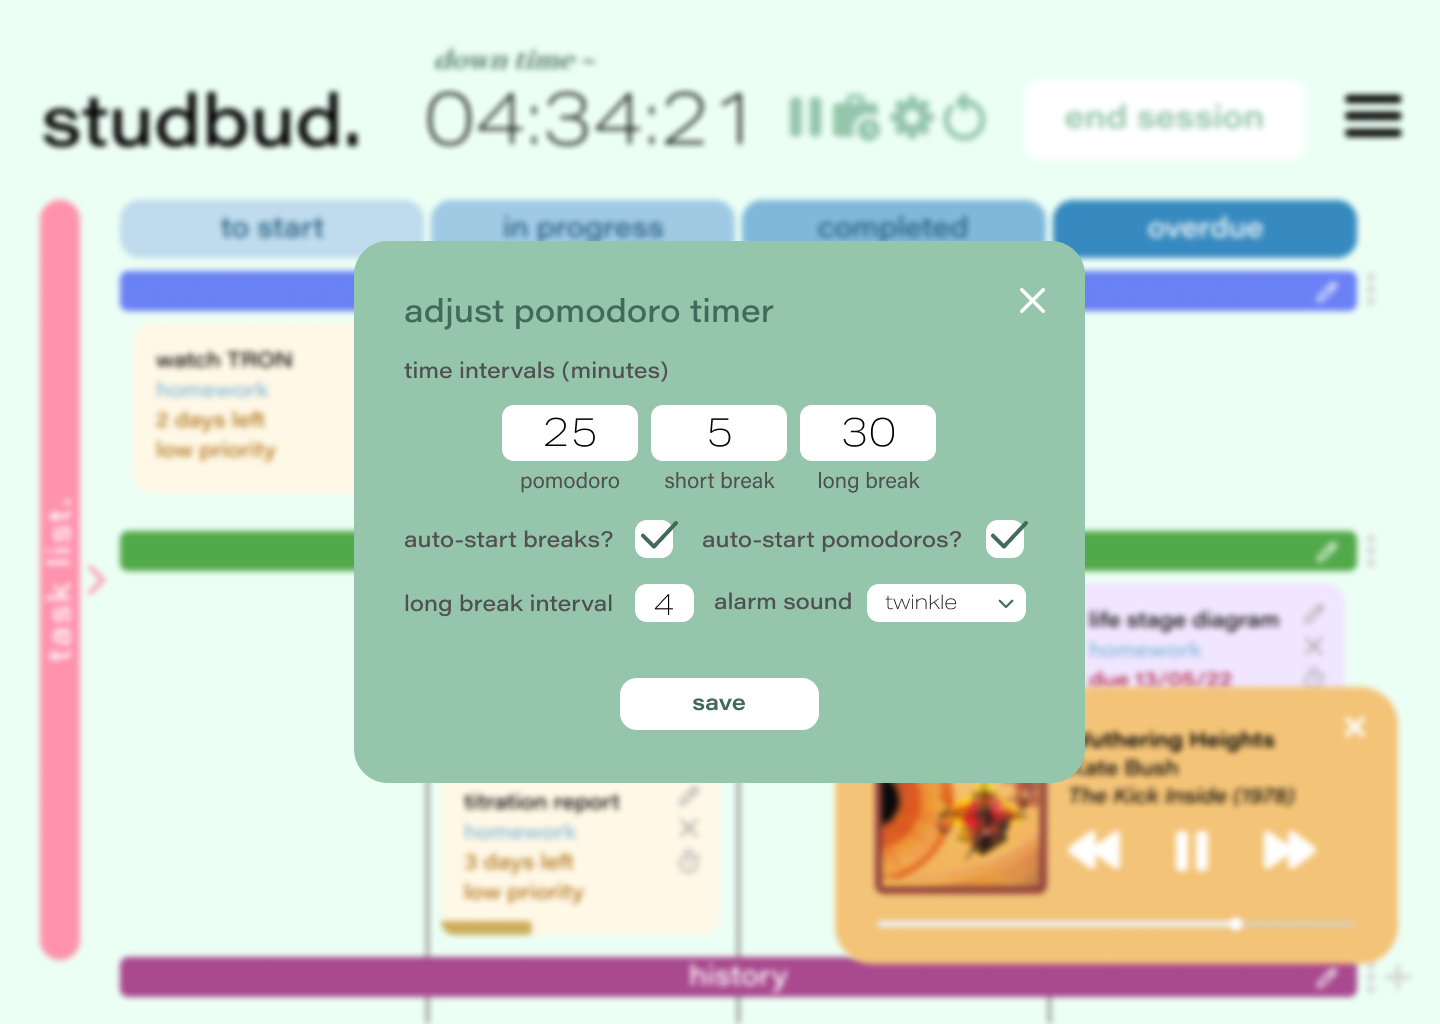 down time ~
studbud.
04:34:21
end session
to start
in progress
completed
overdue
adjust pomodoro timer
time intervals (minutes)
25
5
30
pomodoro
short break
long break
auto-start breaks?
auto-start pomodoros?
long break interval
4
alarm sound
twinkle
save
watch TRON
homework
2 days left
low priority
task list.
life stage diagram
homework
due 13/05/22
Heights
Kate Bush
The Kick Inside (1978)
titration report
homework
3 days left
low priority
history